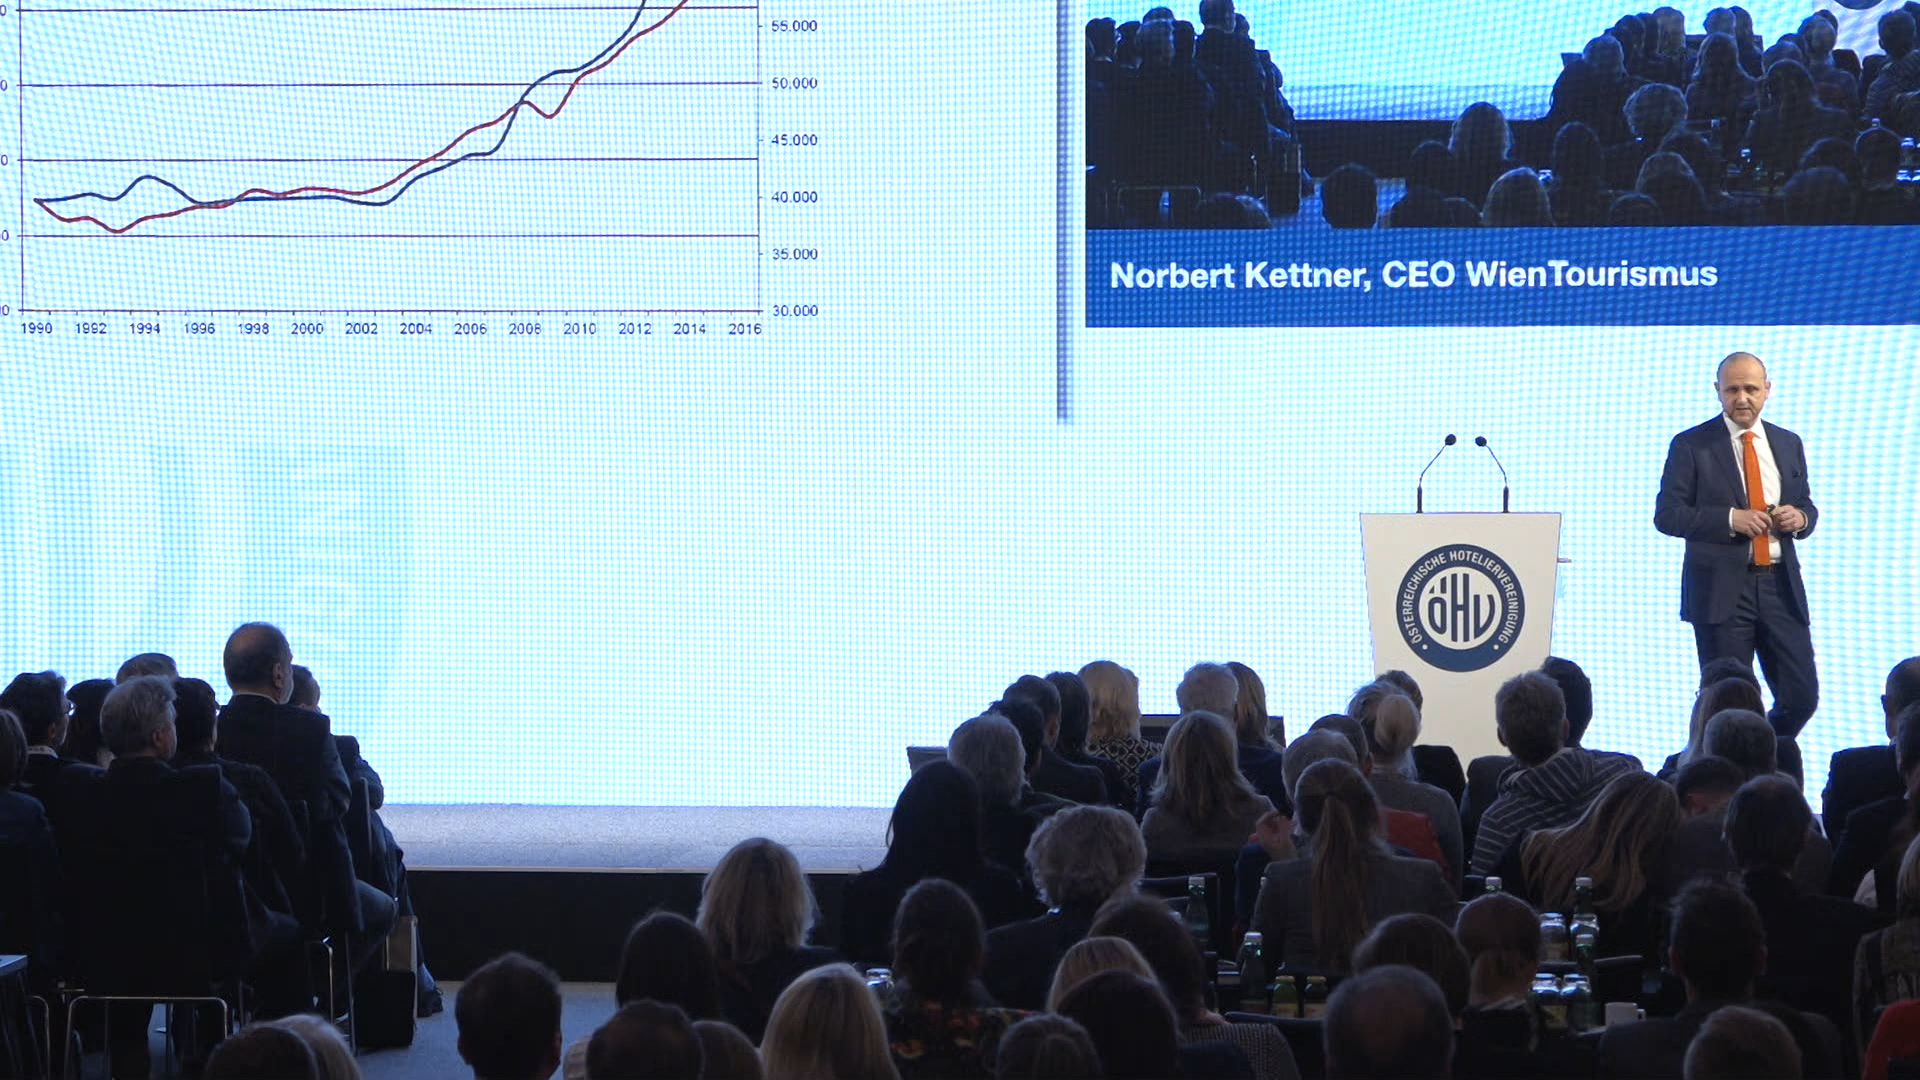 55.000
50.000
45.000
40.000
35.000
30.000
1990 1992 1994 1996 1998 2000 2002 2004 2006 2008 2010 2012 2014 2016
Norbert Kettner, CEO WienTourismus
ÖSTERREICHISCHE HOTELIERVEREINIGUNG
ÖHV